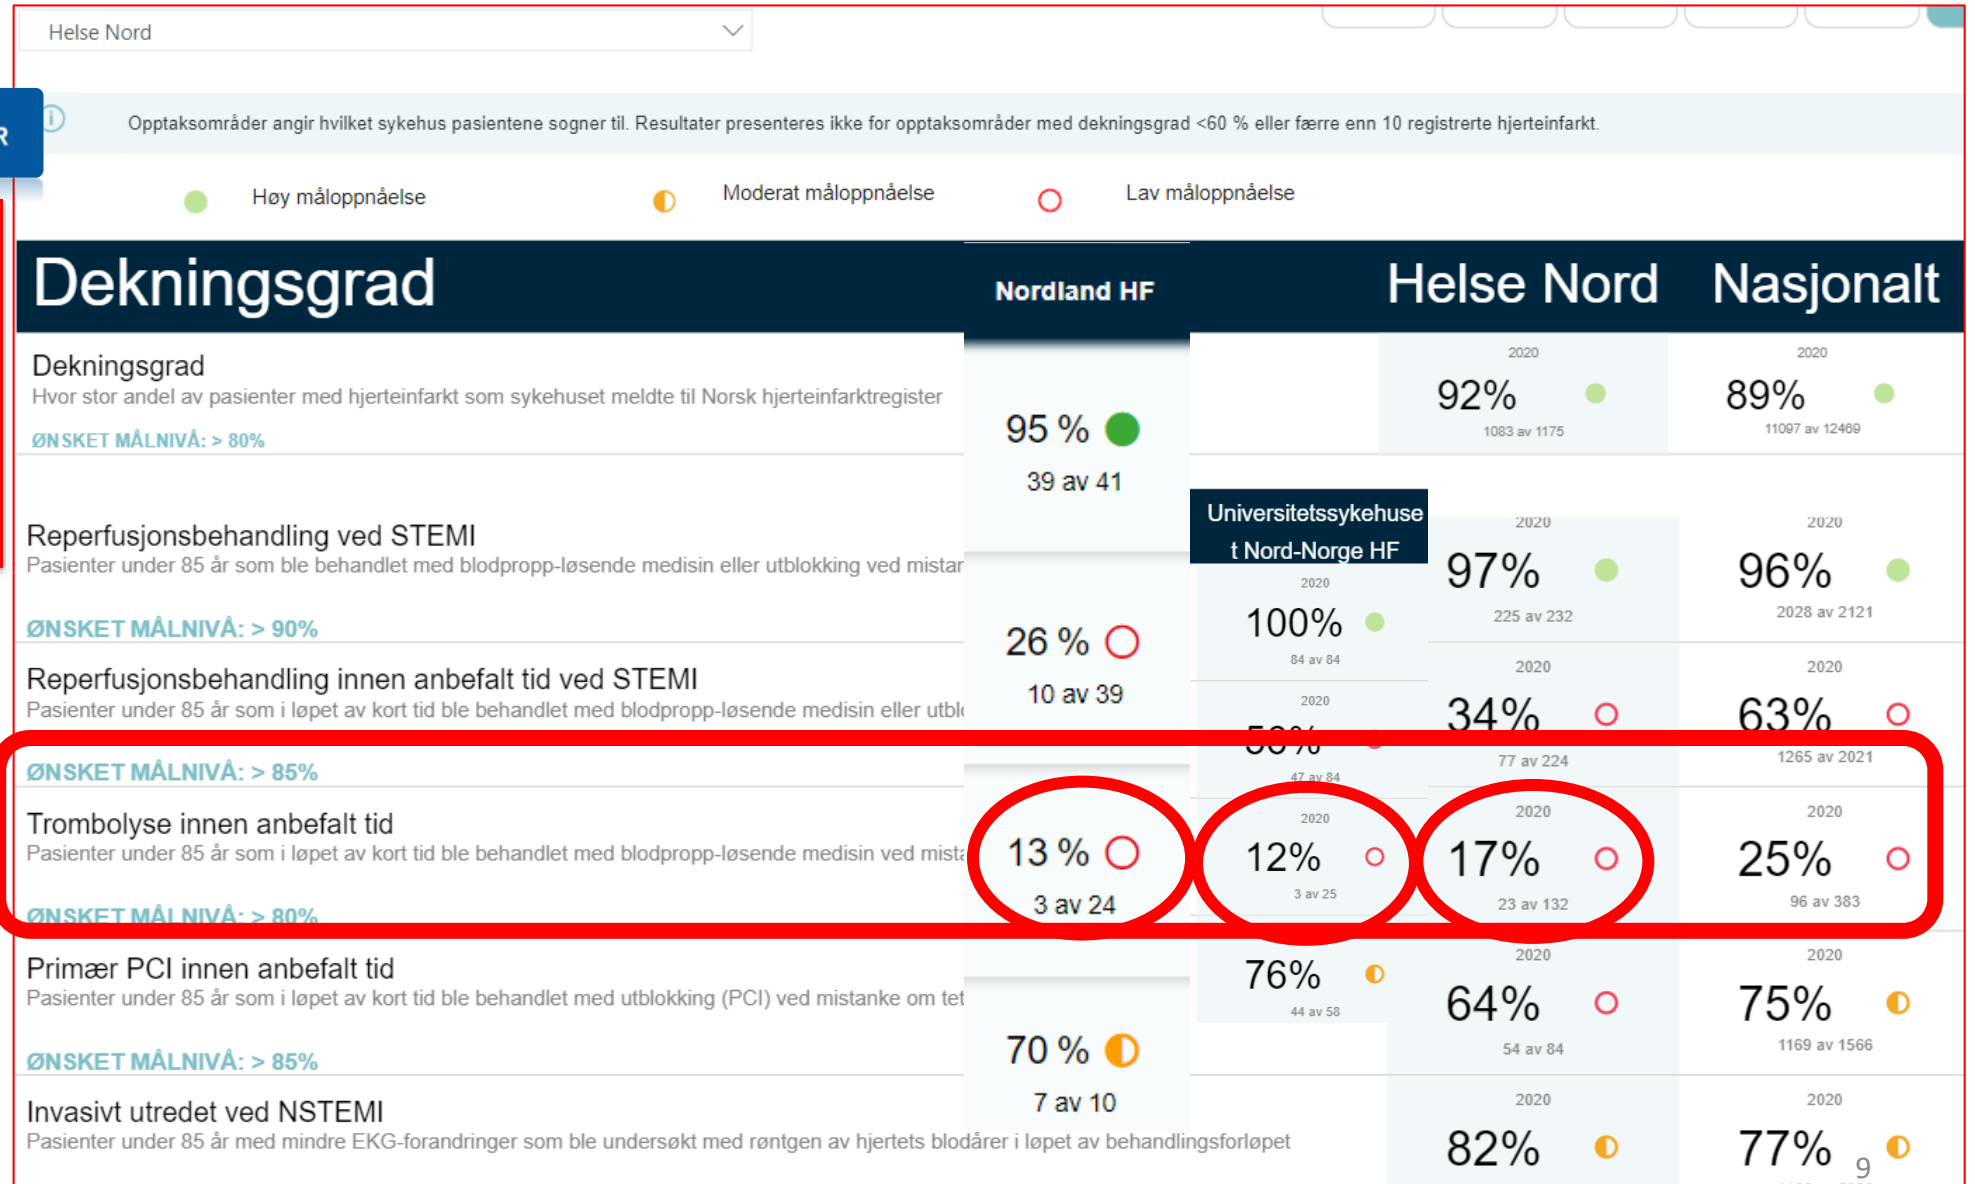 Helse Nord
R
Opptaksområder angir hvilket sykehus pasientene sogner til. Resultater presenteres ikke for opptaksområder med dekningsgrad <60 % eller færre enn 10 registrerte hjerteinfarkt.
Høy måloppnåelse
Moderat måloppnåelse
Lav måloppnåelse
Dekningsgrad
Nordland HF
Helse Nord
Nasjonalt
Dekningsgrad
Hvor stor andel av pasienter med hjerteinfarkt som sykehuset meldte til Norsk hjerteinfarktregister
ØNSKET MÅLNIVÅ: > 80%
95 %
39 av 41
2020
92%
1083 av 1175
2020
89%
11097 av 12469
Universitetssykehuse
t Nord-Norge HF
Reperfusjonsbehandling ved STEMI
Pasienter under 85 år som ble behandlet med blodpropp-løsende medisin eller utblokking ved mistan
ØNSKET MÅLNIVÅ: > 90%
26 %
10 av 39
2020
100%
84 av 84
2020
97%
225 av 232
2020
96%
2028 av 2121
Reperfusjonsbehandling innen anbefalt tid ved STEMI
Pasienter under 85 år som i løpet av kort tid ble behandlet med blodpropp-løsende medisin eller utblo
ØNSKET MÅLNIVÅ: > 85%
2020
47 av 84
2020
34%
77 av 224
2020
63%
1265 av 2021
Trombolyse innen anbefalt tid
Pasienter under 85 år som i løpet av kort tid ble behandlet med blodpropp-løsende medisin ved mista
ØNSKET MÅLNIVÅ: > 80%
13 %
3 av 24
2020
12%
3 av 25
2020
17%
23 av 132
2020
25%
96 av 383
Primær PCI innen anbefalt tid
Pasienter under 85 år som i løpet av kort tid ble behandlet med utblokking (PCI) ved mistanke om tet
ØNSKET MÅLNIVÅ: > 85%
70 %
7 av 10
76%
44 av 58
2020
64%
54 av 84
2020
75%
1169 av 1566
Invasivt utredet ved NSTEMI
Pasienter under 85 år med mindre EKG-forandringer som ble undersøkt med røntgen av hjertets blodårer i løpet av behandlingsforløpet
2020
82%
2020
77%
9